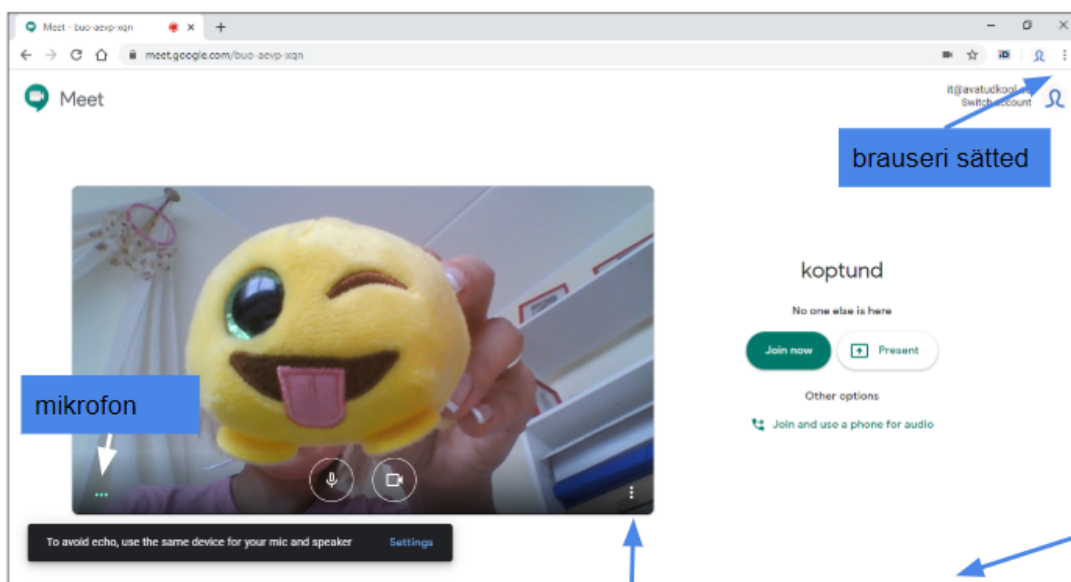 Meet - buo-aevp-xqn
meet.google.com/buo-aevp-xqn
Meet
Switch account
brauseri sätted
koptund
No one else is here
Join now
Present
Other options
Join and use a phone for audio
mikrofon
To avoid echo, use the same device for your mic and speaker
Settings